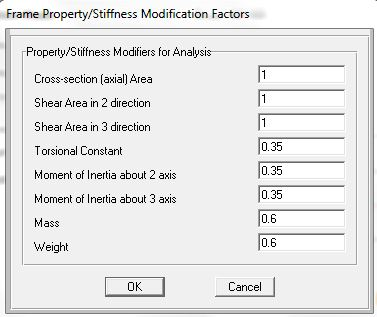 Frame Property/Stiffness Modification Factors
Property/Stiffness Modifiers for Analysis
Cross-section (axial) Area 1
Shear Area in 2 direction 1
Shear Area in 3 direction 1
Torsional Constant 0.35
Moment of Inertia about 2 axis 0.35
Moment of Inertia about 3 axis 0.35
Mass 0.6
Weight 0.6
OK Cancel